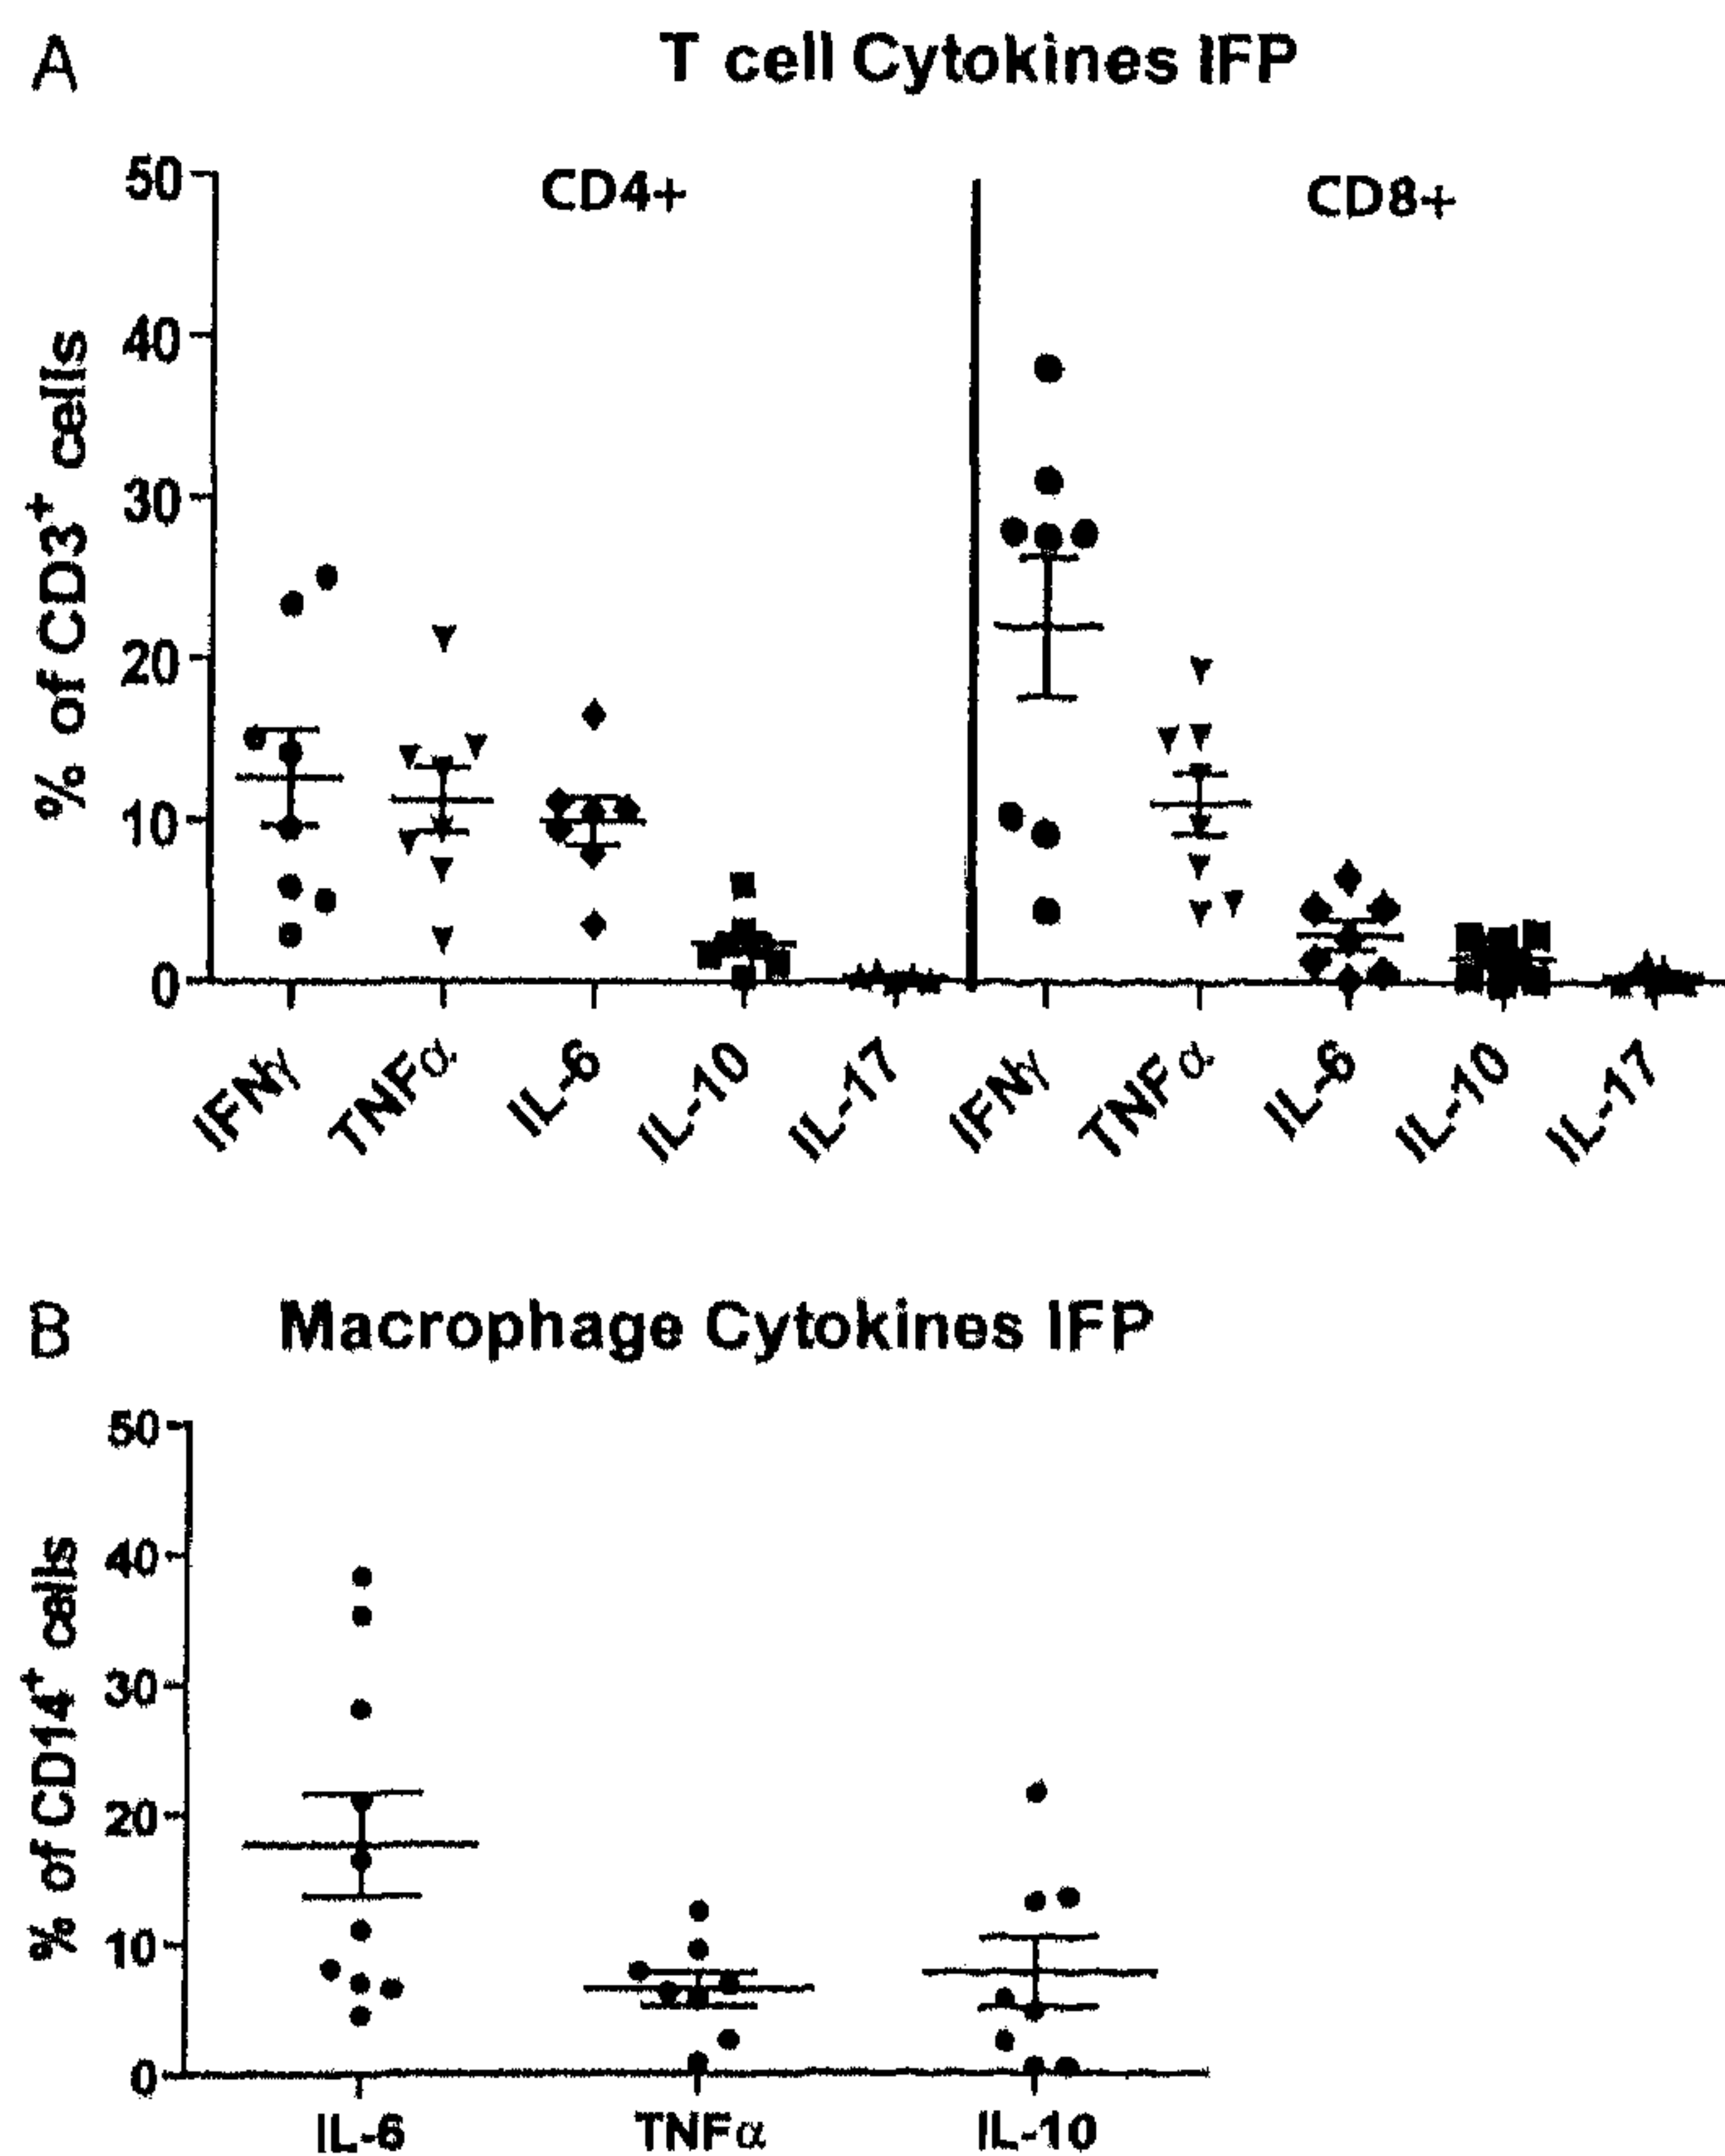 A
T cell Cytokines IFP
CD4+
CD8+
% of CD3+ cells
50
40
30
20
10
0
IFNγ
TNFα
IL-6
IL-10
IL-17
IFNγ
TNFα
IL-6
IL-10
IL-17
B
Macrophage Cytokines IFP
% of CD14+ cells
50
40
30
20
10
0
IL-6
TNFα
IL-10